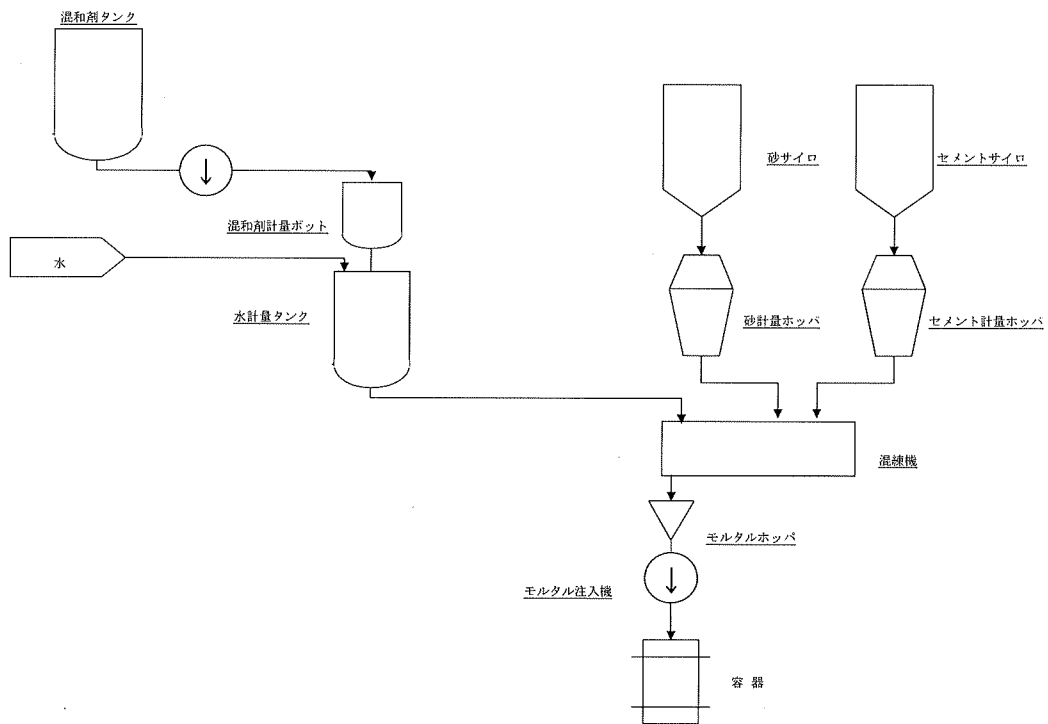 混和剤タンク
砂サイロ
セメントサイロ
混和剤計量ポット
水
水計量タンク
砂計量ホッパ
セメント計量ホッパ
混練機
モルタルホッパ
モルタル注入機
容 器